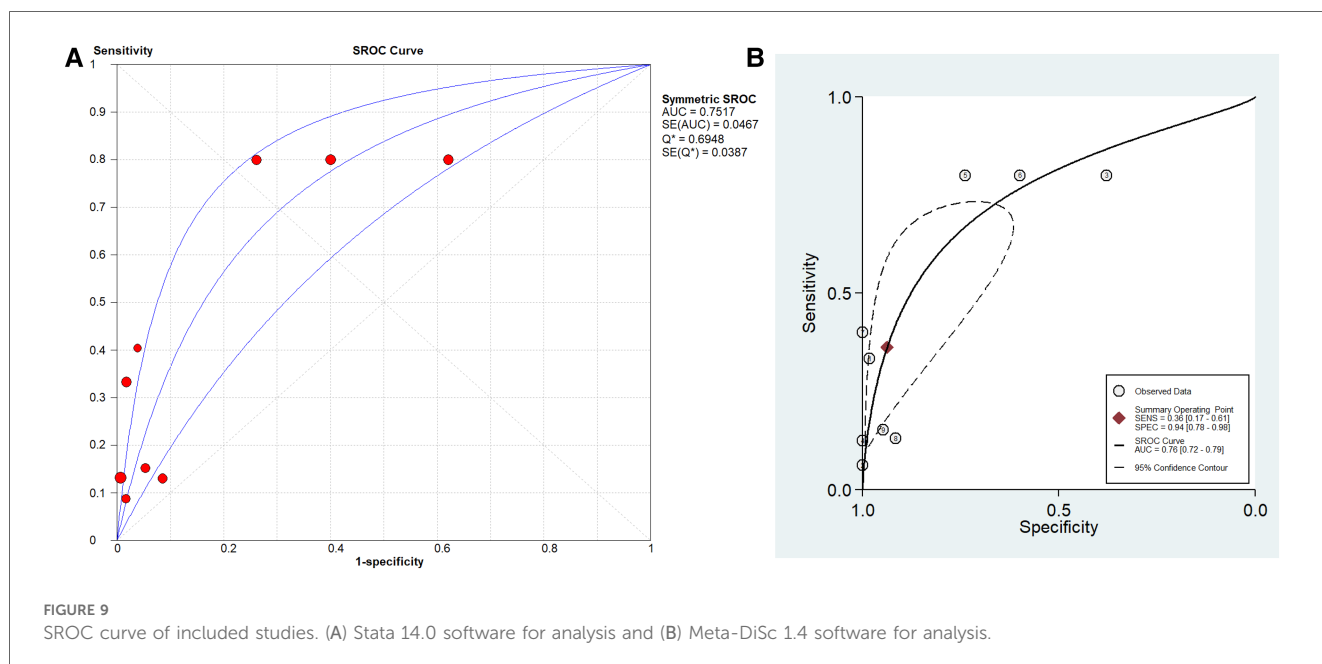 A
Sensitivity
SROC Curve
1
0.9
0.8
0.7
0.6
0.5
0.4
0.3
0.2
0.1
0
0
0.2
0.4
0.6
0.8
1
1-specificity
Symmetric SROC
AUC = 0.7517
SE(AUC) = 0.0467
Q* = 0.6948
SE(Q*) = 0.0387
B
1.0
0.5
0.0
Sensitivity
5
6
3
7
9
8
1.0
0.5
0.0
Specificity
Observed Data
Summary Operating Point
SENS = 0.36 [0.17 - 0.61]
SPEC = 0.94 [0.78 - 0.98]
SROC Curve
AUC = 0.76 [0.72 - 0.79]
95% Confidence Contour
FIGURE 9
SROC curve of included studies. (A) Stata 14.0 software for analysis and (B) Meta-DiSc 1.4 software for analysis.